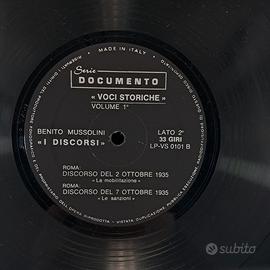 MADE IN ITALY
Serie
DOCUMENTO
« VOCI STORICHE »
VOLUME 1°
BENITO MUSSOLINI
« I DISCORSI »
LATO 2°
33 GIRI
LP-VS 0101 B
ROMA:
DISCORSO DEL 2 OTTOBRE 1935
« La mobilitazione »
ROMA:
DISCORSO DEL 7 OTTOBRE 1935
« Le sanzioni »
subito